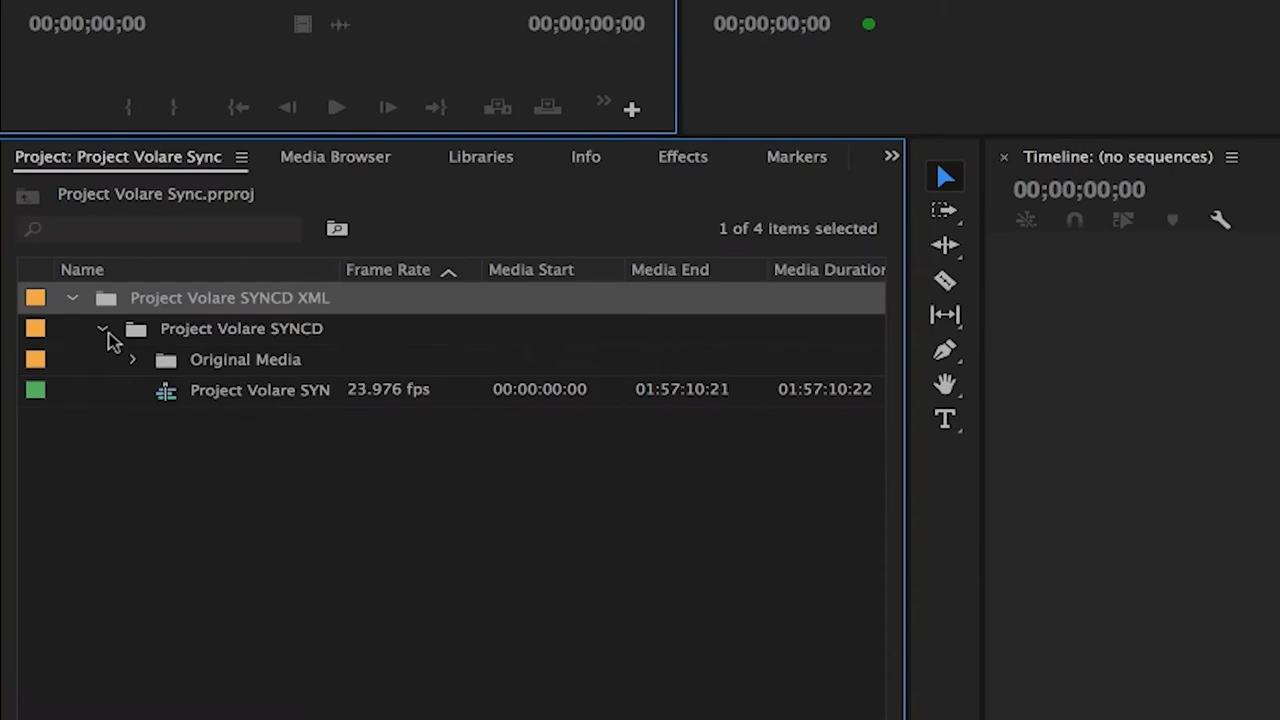 00;00;00;00 00;00;00;00 00;00;00;00
Project: Project Volare Sync Media Browser Libraries Info Effects Markers
Timeline: (no sequences)
Project Volare Sync.prproj
00;00;00;00
1 of 4 items selected
Name Frame Rate Media Start Media End Media Duration
Project Volare SYNCD XML
Project Volare SYNCD
Original Media
Project Volare SYN 23.976 fps 00:00:00:00 01:57:10:21 01:57:10:22